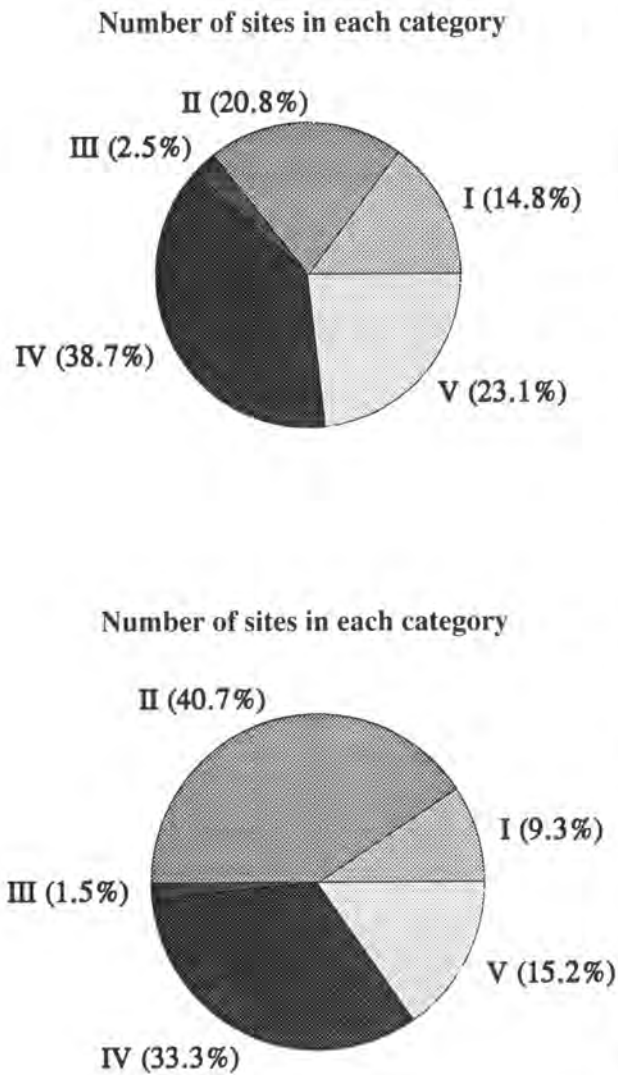 Number of sites in each category
II (20.8%)
III (2.5%)
I (14.8%)
IV (38.7%)
V (23.1%)
Number of sites in each category
II (40.7%)
I (9.3%)
III (1.5%)
V (15.2%)
IV (33.3%)